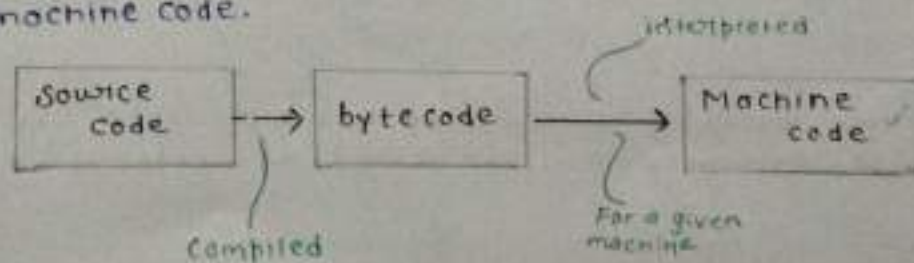 machine code.
interpreted
Source
code
byte code
Machine
code
Compiled
For a given
machine